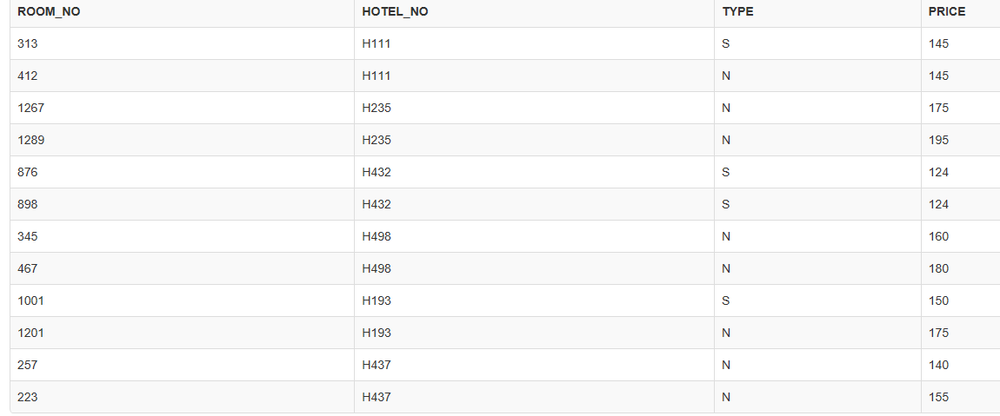 ROOM_NO HOTEL_NO TYPE PRICE
313 H111 S 145
412 H111 N 145
1267 H235 N 175
1289 H235 N 195
876 H432 S 124
898 H432 S 124
345 H498 N 160
467 H498 N 180
1001 H193 S 150
1201 H193 N 175
257 H437 N 140
223 H437 N 155